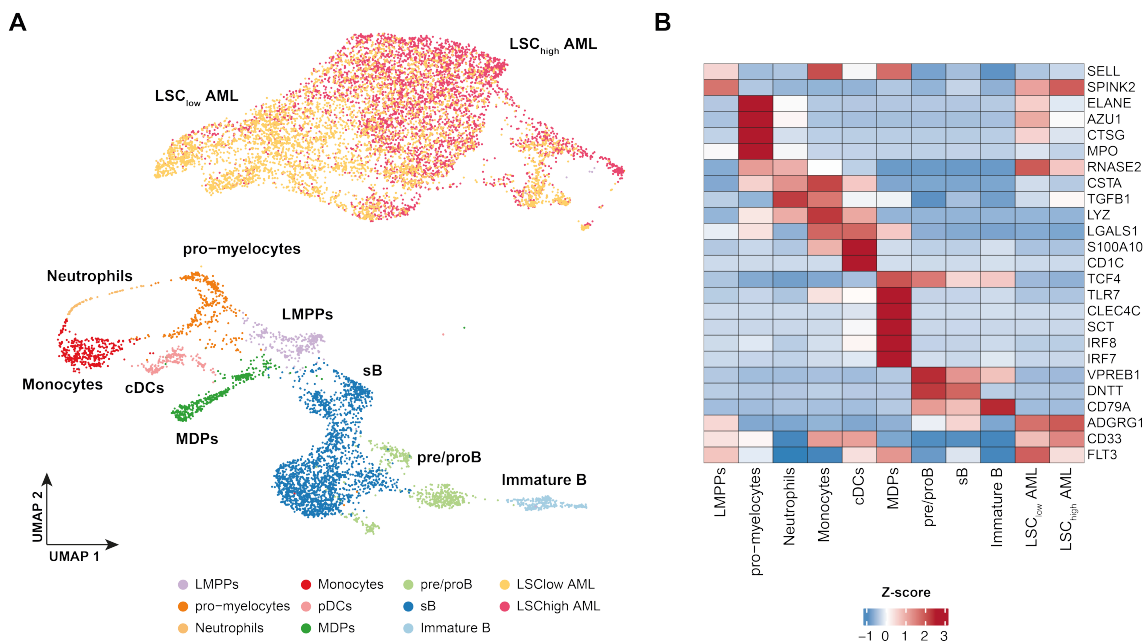 A
LSChigh AML
LSClow AML
pro−myelocytes
Neutrophils
LMPPs
Monocytes
cDCs
sB
MDPs
pre/proB
Immature B
UMAP 2
UMAP 1
LMPPs
Monocytes
pre/proB
LSClow AML
pro−myelocytes
pDCs
sB
LSChigh AML
Neutrophils
MDPs
Immature B
B
SELL
SPINK2
ELANE
AZU1
CTSG
MPO
RNASE2
CSTA
TGFB1
LYZ
LGALS1
S100A10
CD1C
TCF4
TLR7
CLEC4C
SCT
IRF8
IRF7
VPREB1
DNTT
CD79A
ADGRG1
CD33
FLT3
LMPPs
pro−myelocytes
Neutrophils
Monocytes
cDCs
MDPs
pre/proB
sB
Immature B
LSClow AML
LSChigh AML
Z−score
−1 0 1 2 3